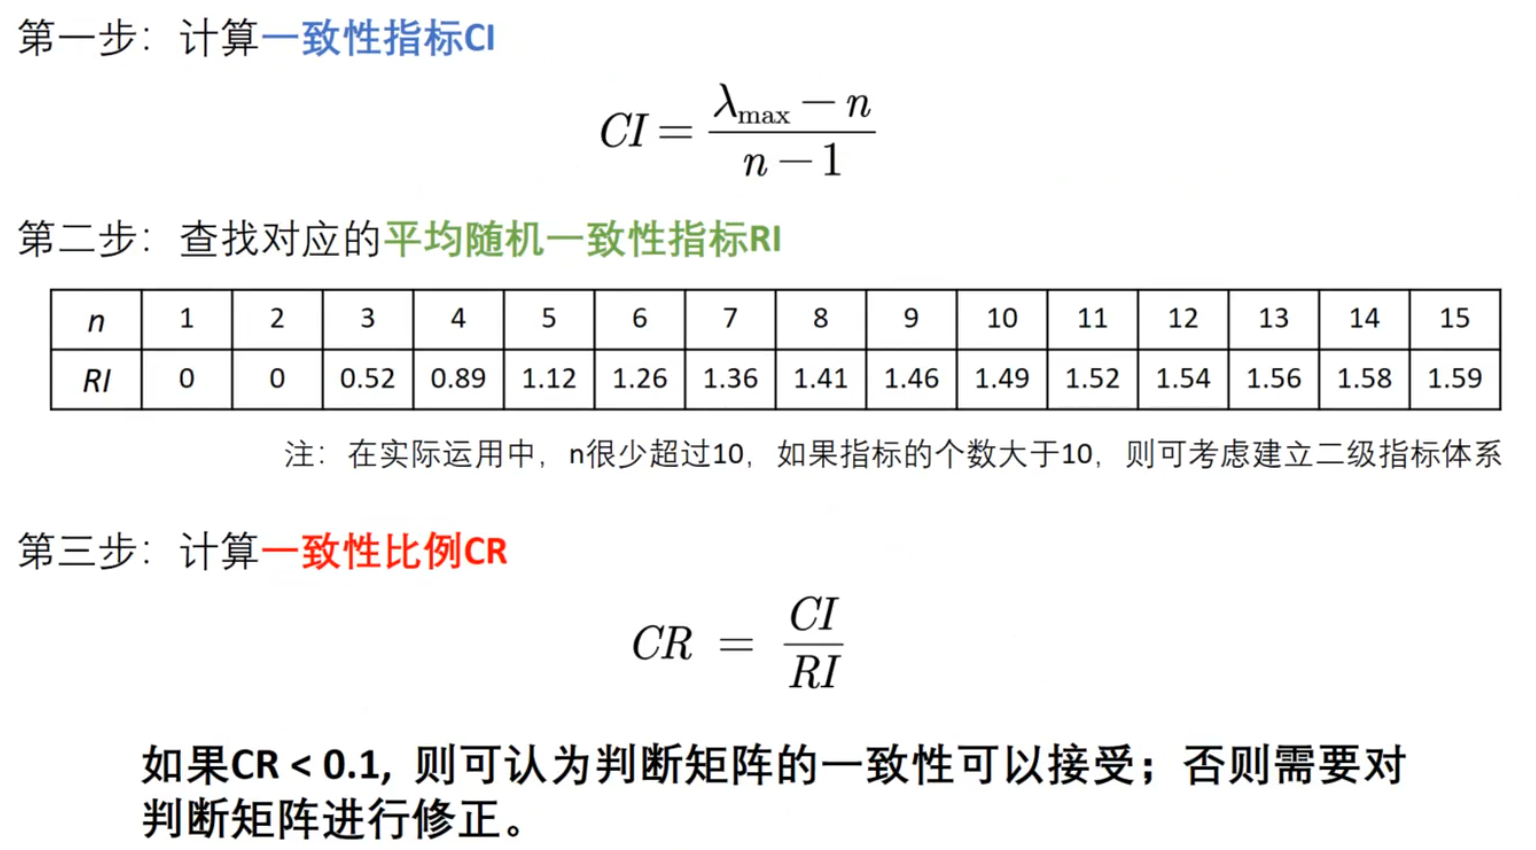 第一步：计算一致性指标CI
CI = (λmax − n) / (n − 1)
第二步：查找对应的平均随机一致性指标RI
n 1 2 3 4 5 6 7 8 9 10 11 12 13 14 15
RI 0 0 0.52 0.89 1.12 1.26 1.36 1.41 1.46 1.49 1.52 1.54 1.56 1.58 1.59
注：在实际运用中，n很少超过10，如果指标的个数大于10，则可考虑建立二级指标体系
第三步：计算一致性比例CR
CR = CI / RI
如果CR < 0.1, 则可认为判断矩阵的一致性可以接受；否则需要对
判断矩阵进行修正。